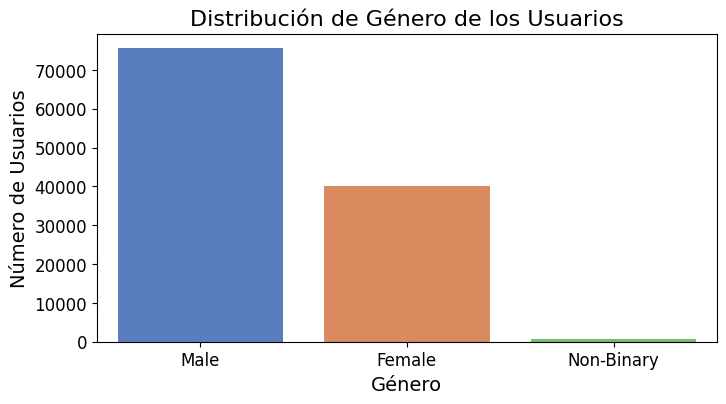 Distribución de Género de los Usuarios
Número de Usuarios
70000
60000
50000
40000
30000
20000
10000
0
Male Female Non-Binary
Género